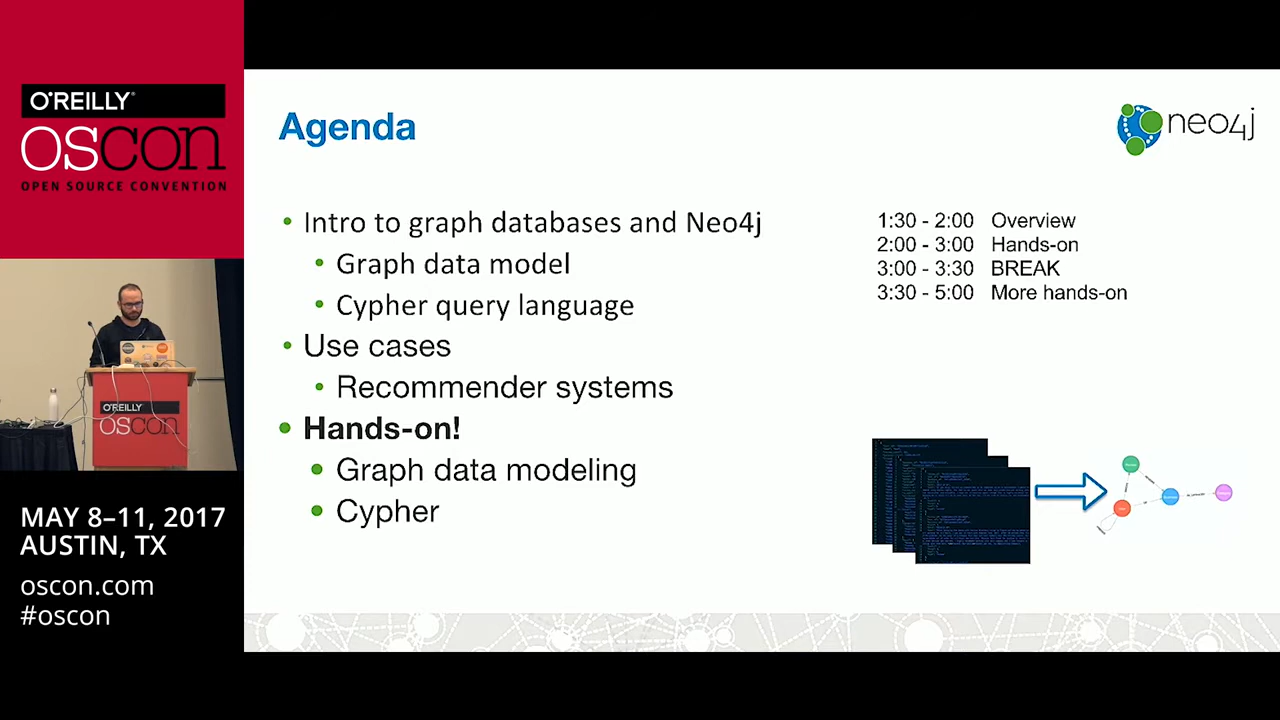 O'REILLY®
OSCON
OPEN SOURCE CONVENTION
O'REILLY
OSCON
MAY 8–11, 2017
AUSTIN, TX
oscon.com
#oscon
Agenda
neo4j
• Intro to graph databases and Neo4j
• Graph data model
• Cypher query language
• Use cases
• Recommender systems
• Hands-on!
• Graph data modeling
• Cypher
1:30 - 2:00 Overview
2:00 - 3:00 Hands-on
3:00 - 3:30 BREAK
3:30 - 5:00 More hands-on